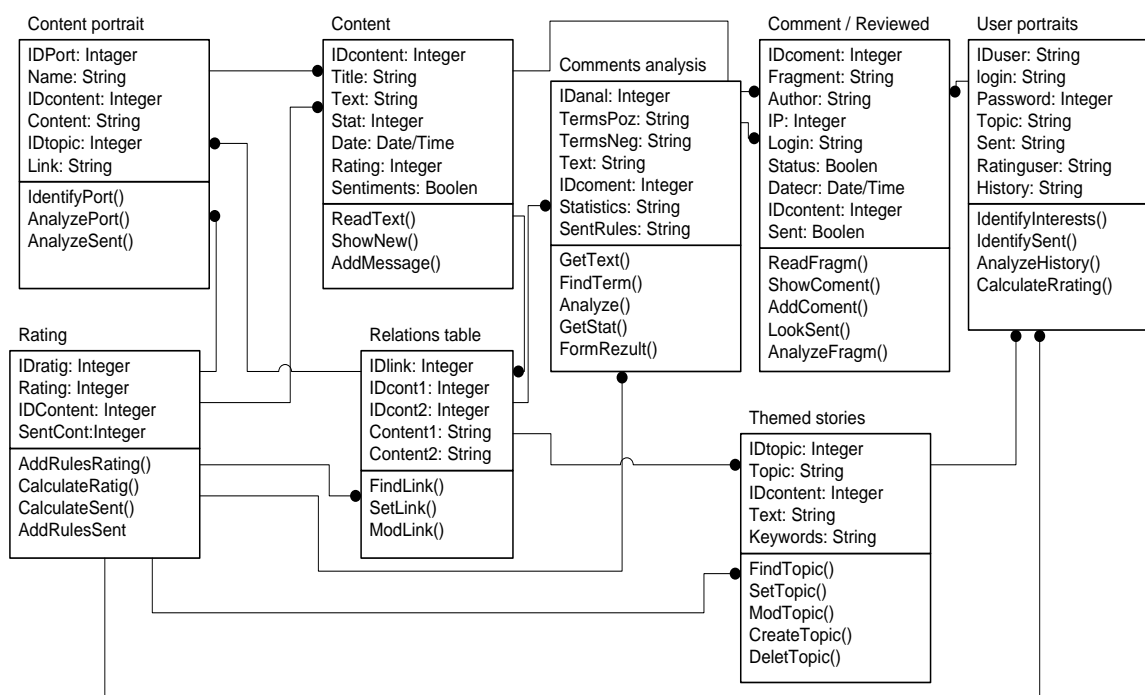 Content portrait
IDPort: Intager
Name: String
IDcontent: Integer
Content: String
IDtopic: Integer
Link: String
IdentifyPort()
AnalyzePort()
AnalyzeSent()
Content
IDcontent: Integer
Title: String
Text: String
Stat: Integer
Date: Date/Time
Rating: Integer
Sentiments: Boolen
ReadText()
ShowNew()
AddMessage()
Comments analysis
IDanal: Integer
TermsPoz: String
TermsNeg: String
Text: String
IDcoment: Integer
Statistics: String
SentRules: String
GetText()
FindTerm()
Analyze()
GetStat()
FormRezult()
Comment / Reviewed
IDcoment: Integer
Fragment: String
Author: String
IP: Integer
Login: String
Status: Boolen
Datecr: Date/Time
IDcontent: Integer
Sent: Boolen
ReadFragm()
ShowComent()
AddComent()
LookSent()
AnalyzeFragm()
User portraits
IDuser: String
login: String
Password: Integer
Topic: String
Sent: String
Ratinguser: String
History: String
IdentifyInterests()
IdentifySent()
AnalyzeHistory()
CalculateRrating()
Rating
IDratig: Integer
Rating: Integer
IDContent: Integer
SentCont:Integer
AddRulesRating()
CalculateRatig()
CalculateSent()
AddRulesSent
Relations table
IDlink: Integer
IDcont1: Integer
IDcont2: Integer
Content1: String
Content2: String
FindLink()
SetLink()
ModLink()
Themed stories
IDtopic: Integer
Topic: String
IDcontent: Integer
Text: String
Keywords: String
FindTopic()
SetTopic()
ModTopic()
CreateTopic()
DeletTopic()